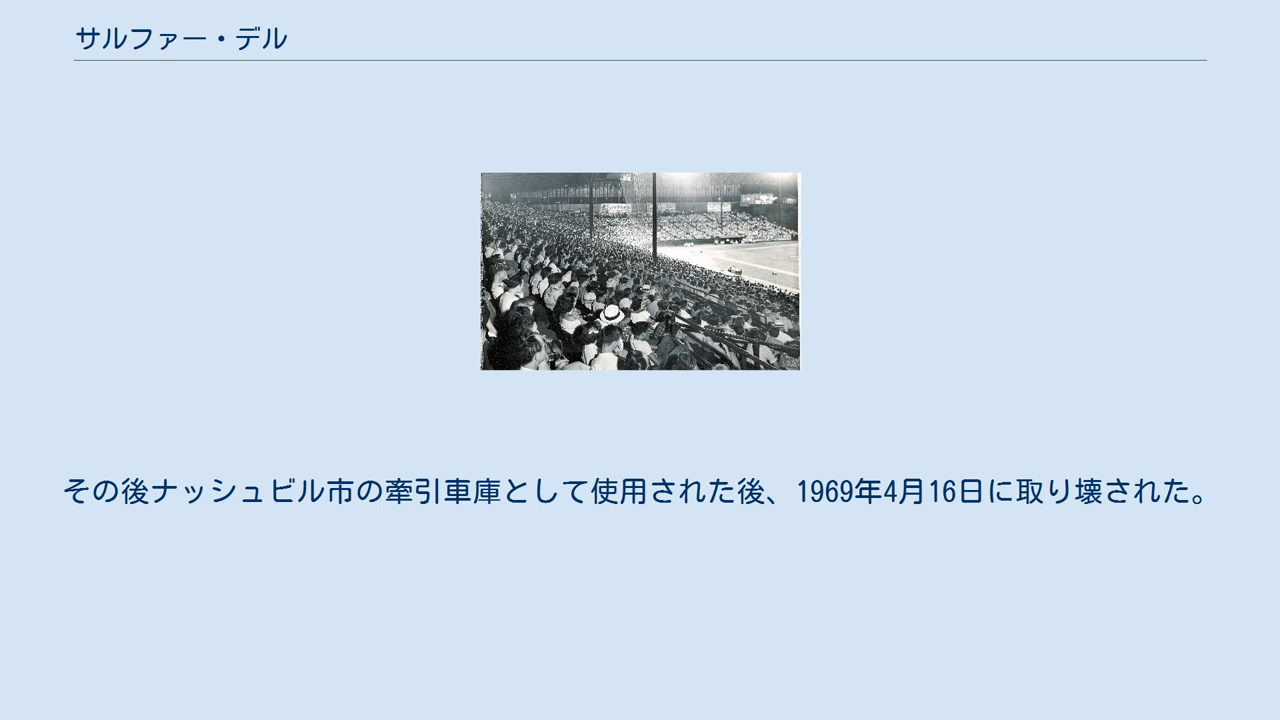 サルファー・デル
その後ナッシュビル市の牽引車庫として使用された後、1969年4月16日に取り壊された。